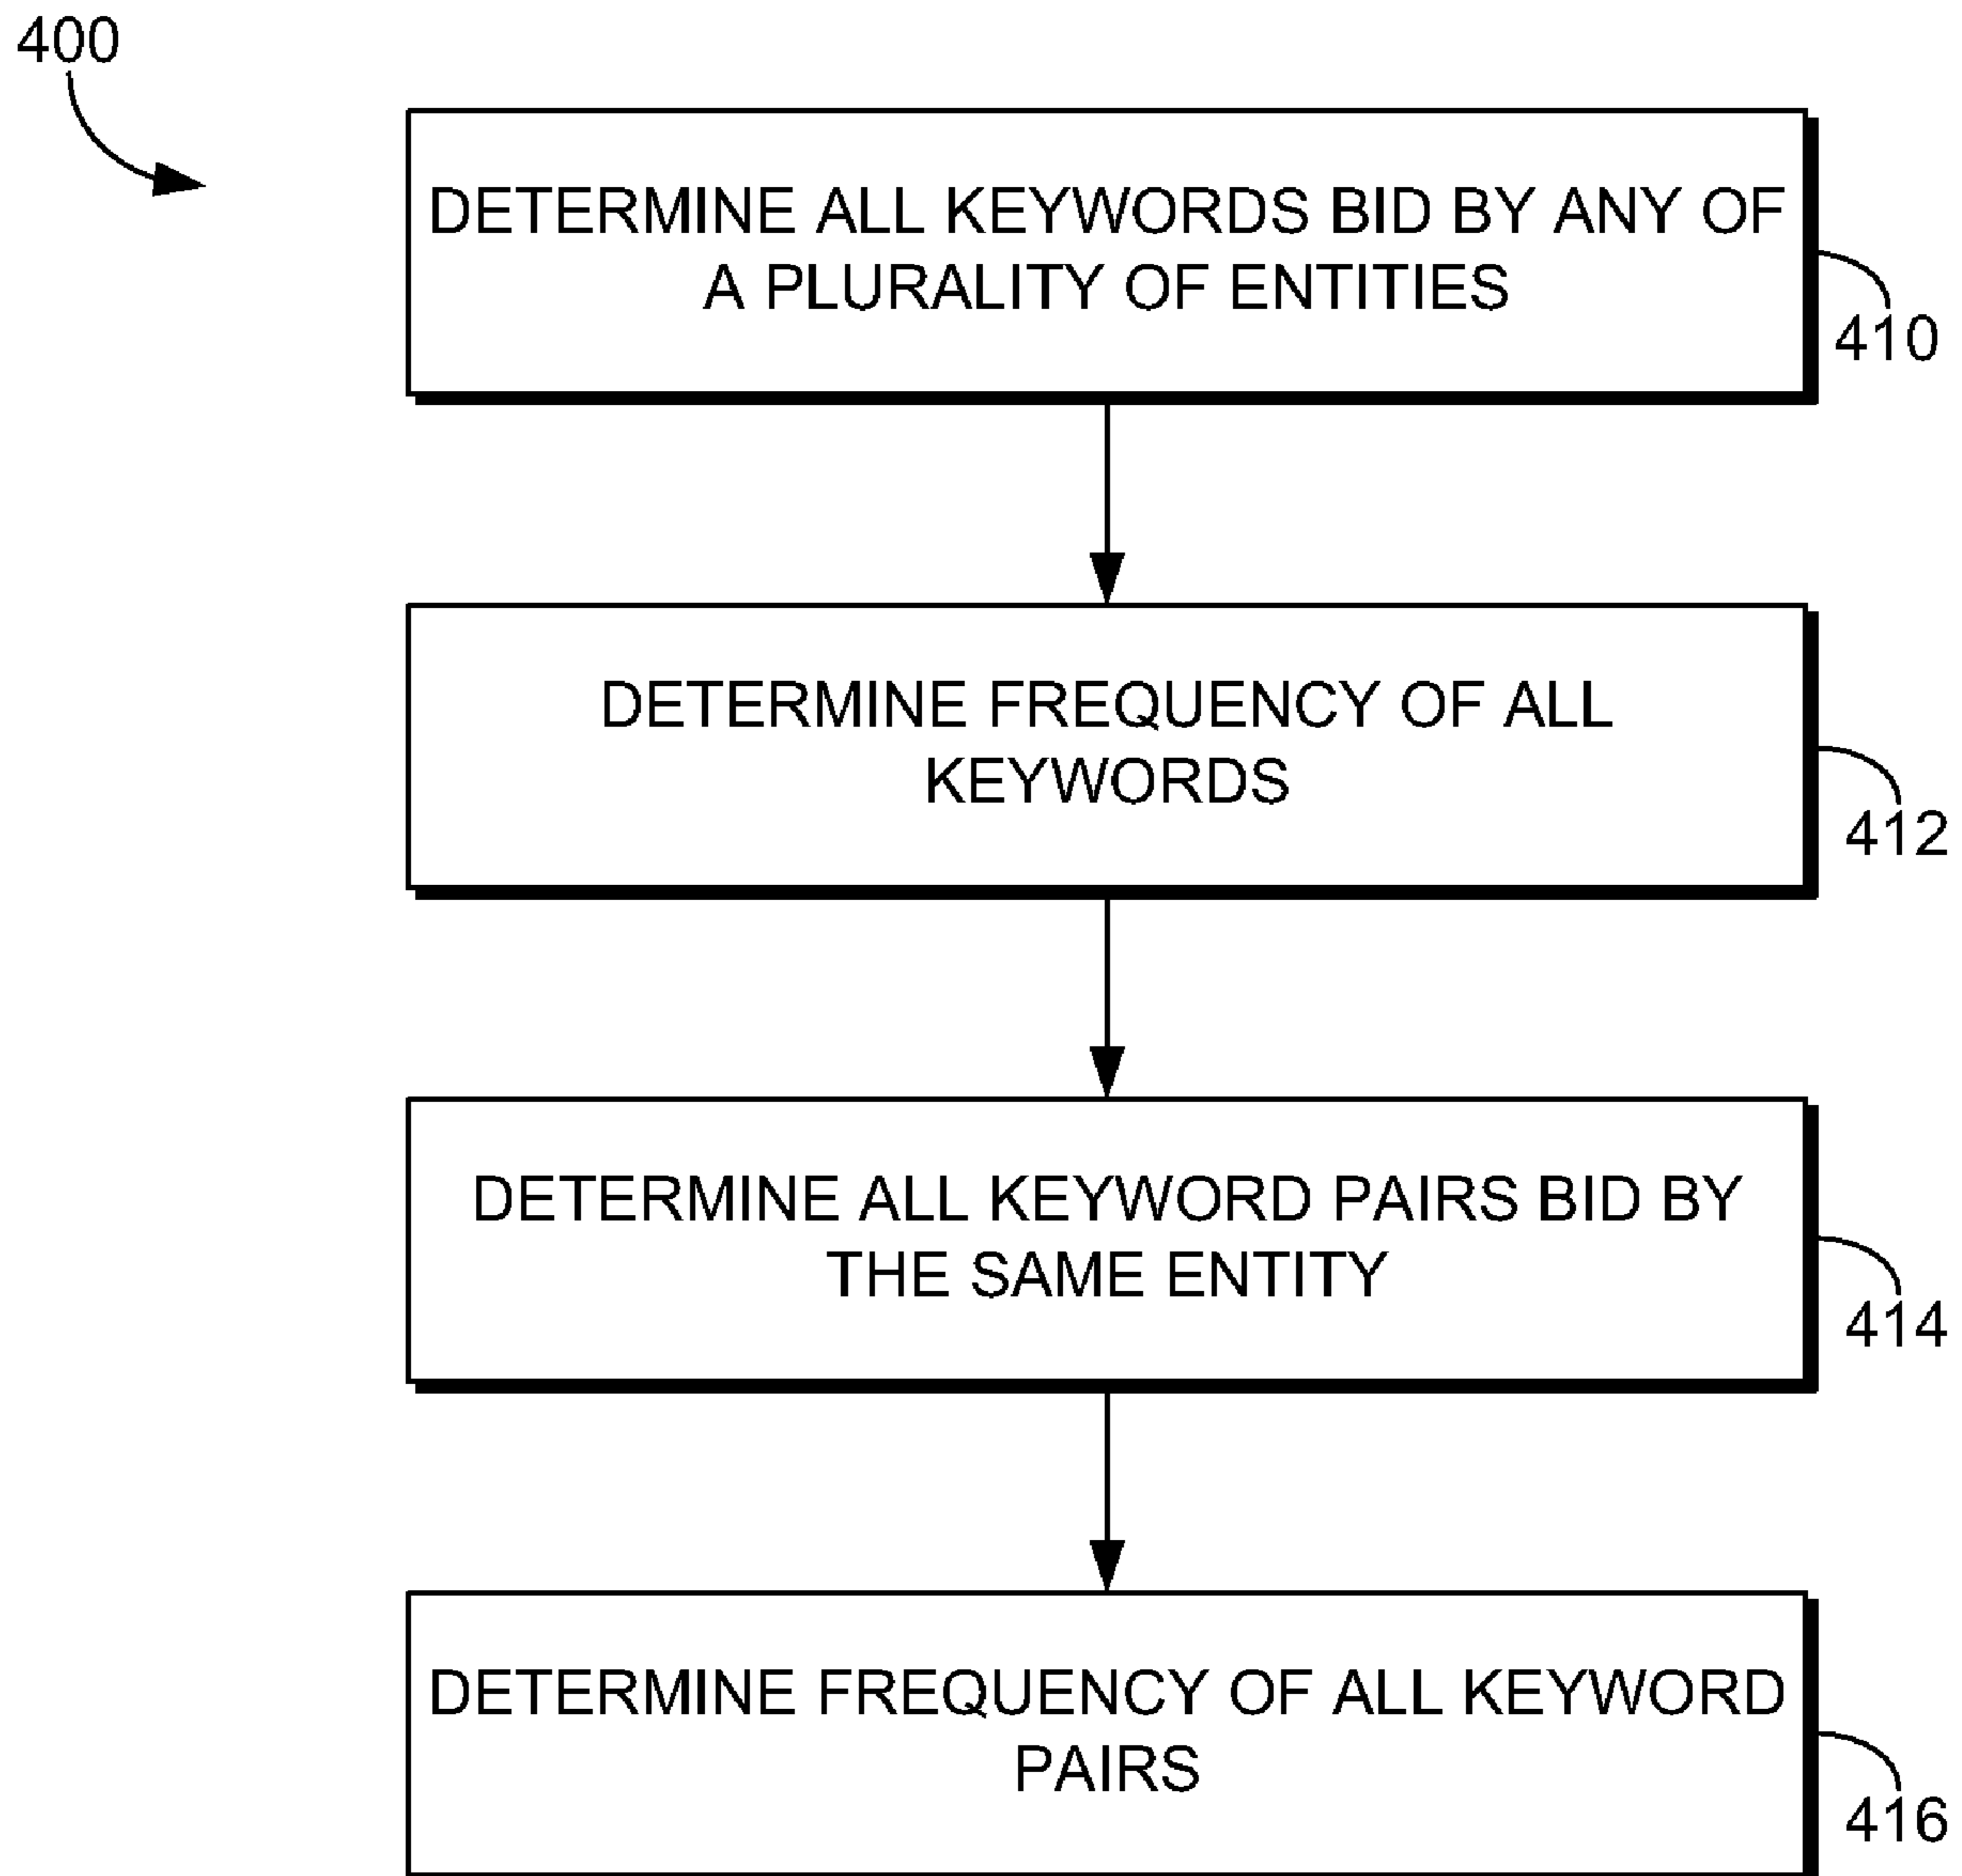 400
DETERMINE ALL KEYWORDS BID BY ANY OF
A PLURALITY OF ENTITIES
410
DETERMINE FREQUENCY OF ALL
KEYWORDS
412
DETERMINE ALL KEYWORD PAIRS BID BY
THE SAME ENTITY
414
DETERMINE FREQUENCY OF ALL KEYWORD
PAIRS
416